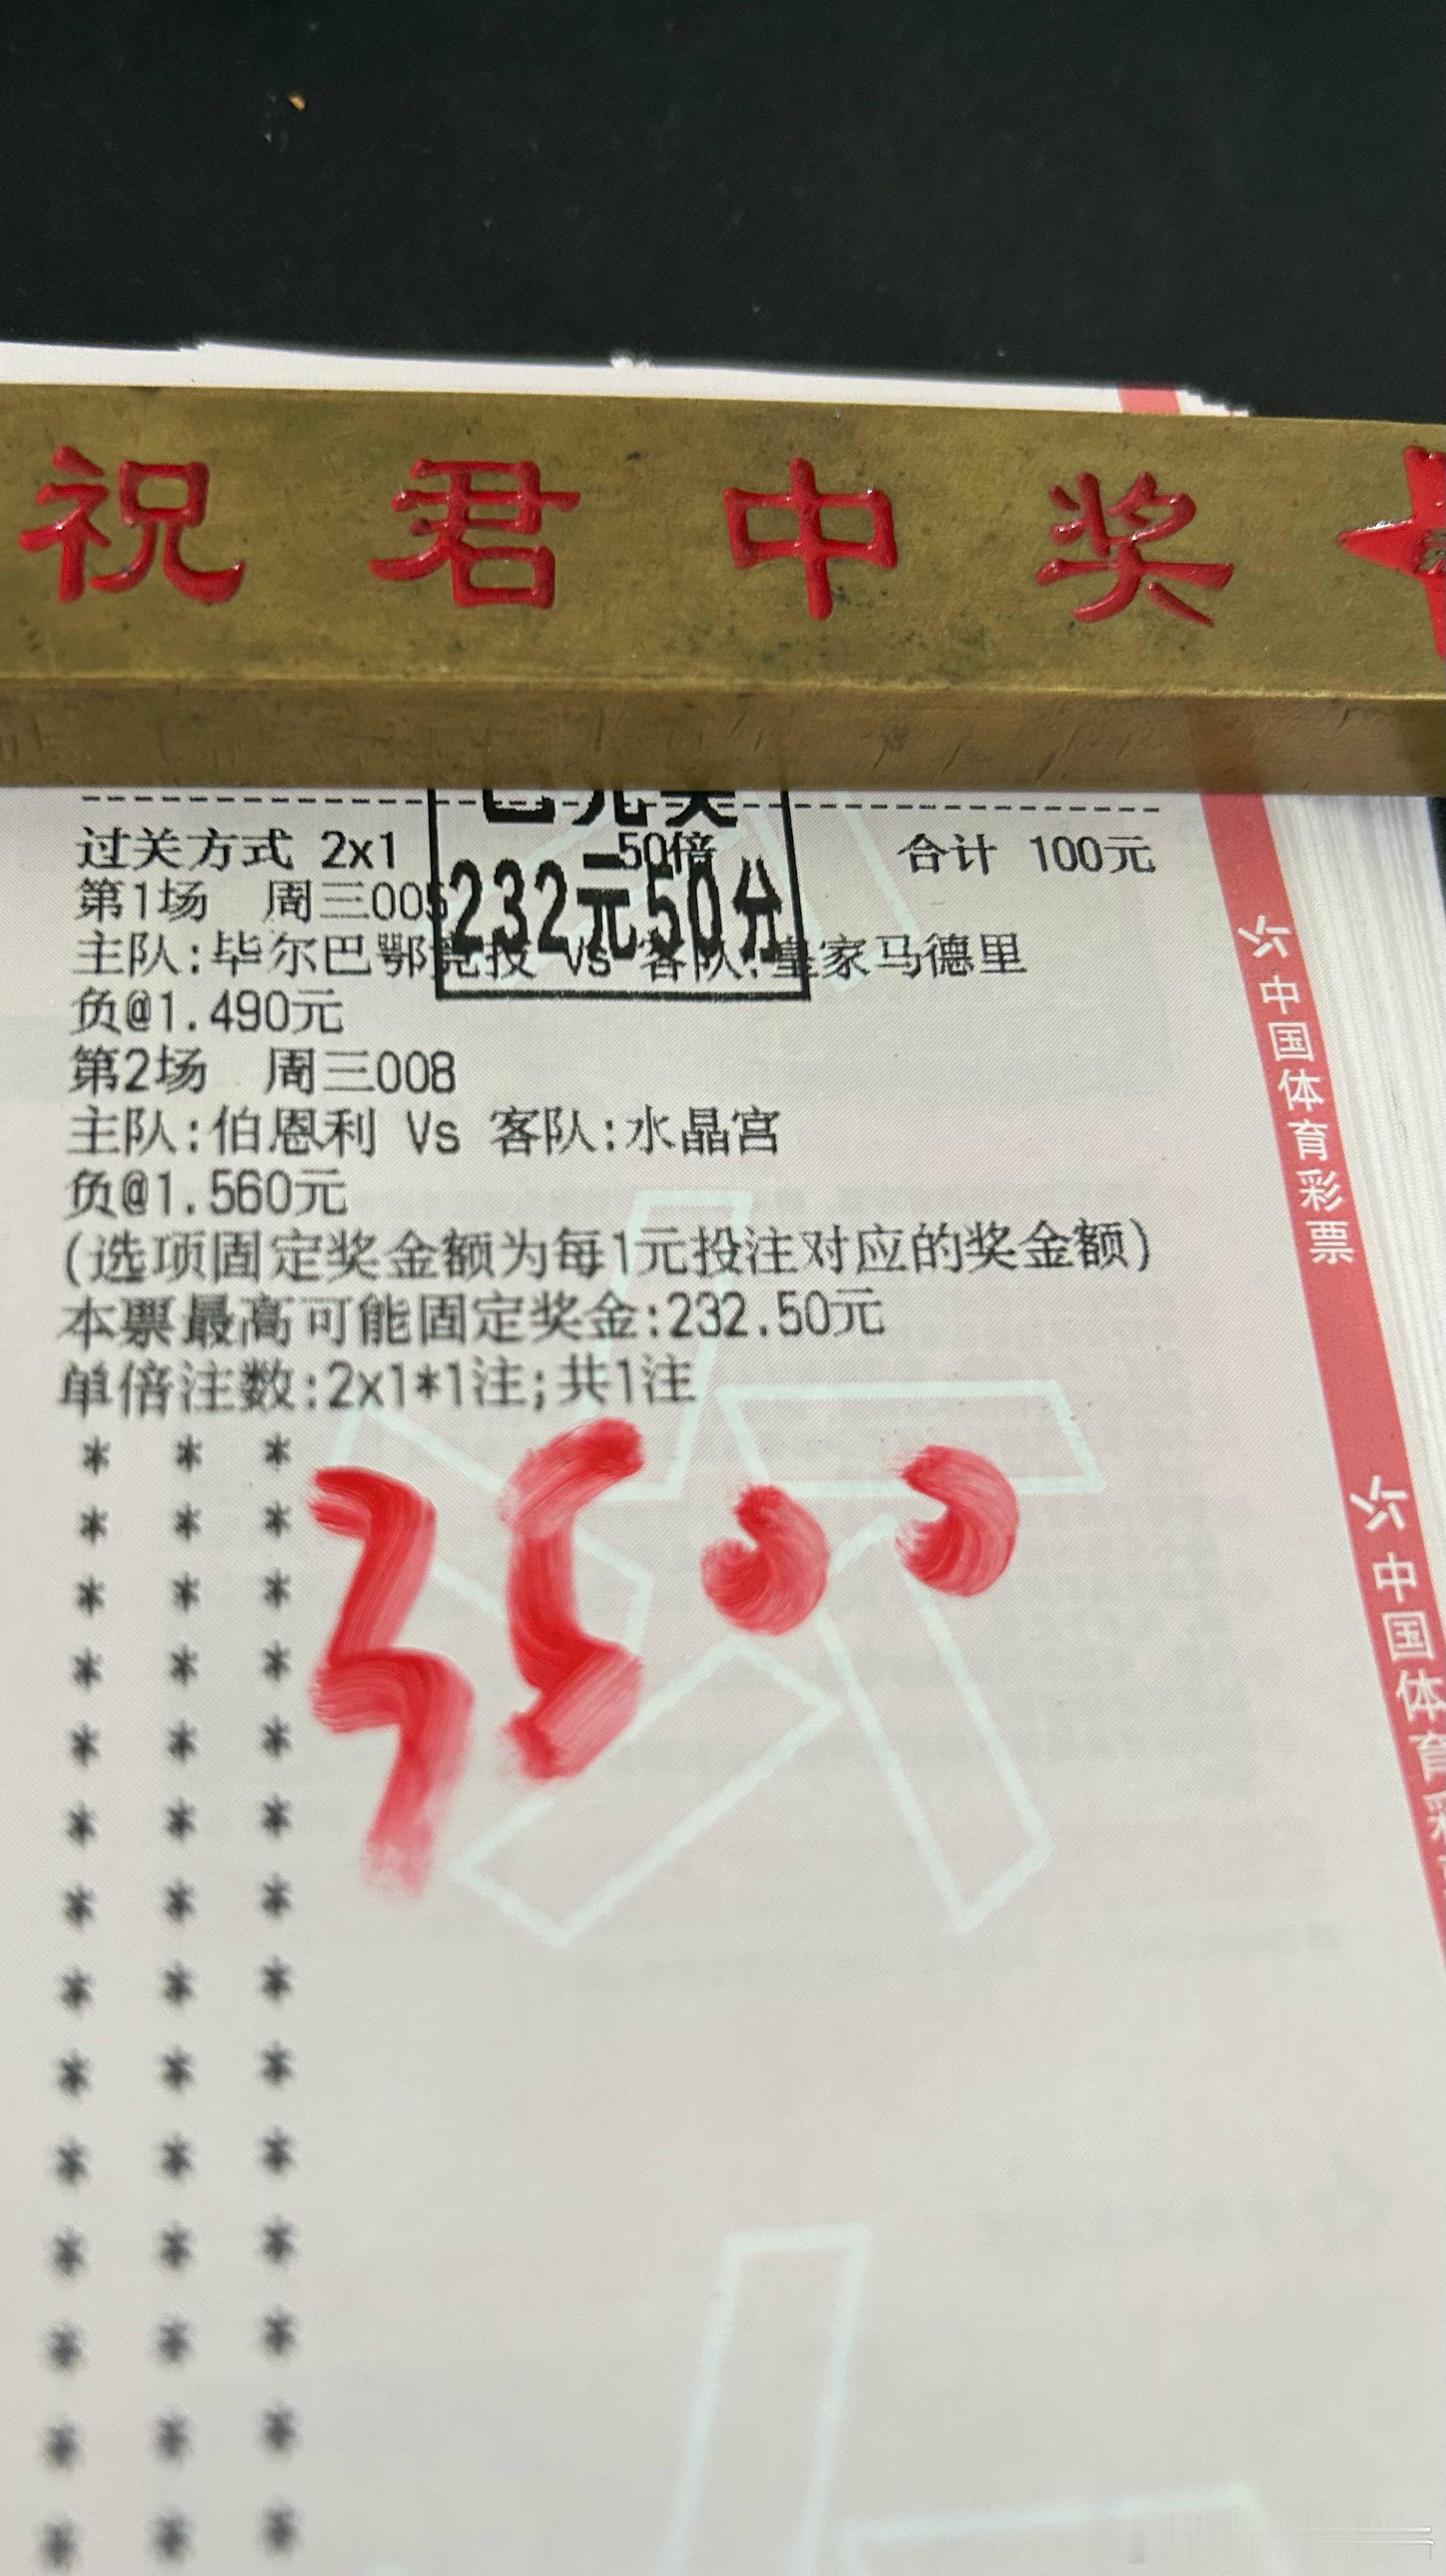 祝君中奖
已兑奖
232元50分
过关方式 2x1 50倍 合计 100元
第1场 周三005
主队:毕尔巴鄂竞技 Vs 客队:皇家马德里
负@1.490元
第2场 周三008
主队:伯恩利 Vs 客队:水晶宫
负@1.560元
(选项固定奖金额为每1元投注对应的奖金额)
本票最高可能固定奖金:232.50元
单倍注数:2x1*1注;共1注
* * *
* * *
* * *
* * *
* * *
* * *
* * *
* * *
* * *
* * *
* * *
* * *
* * *
* * *
中国体育彩票
中国体育彩